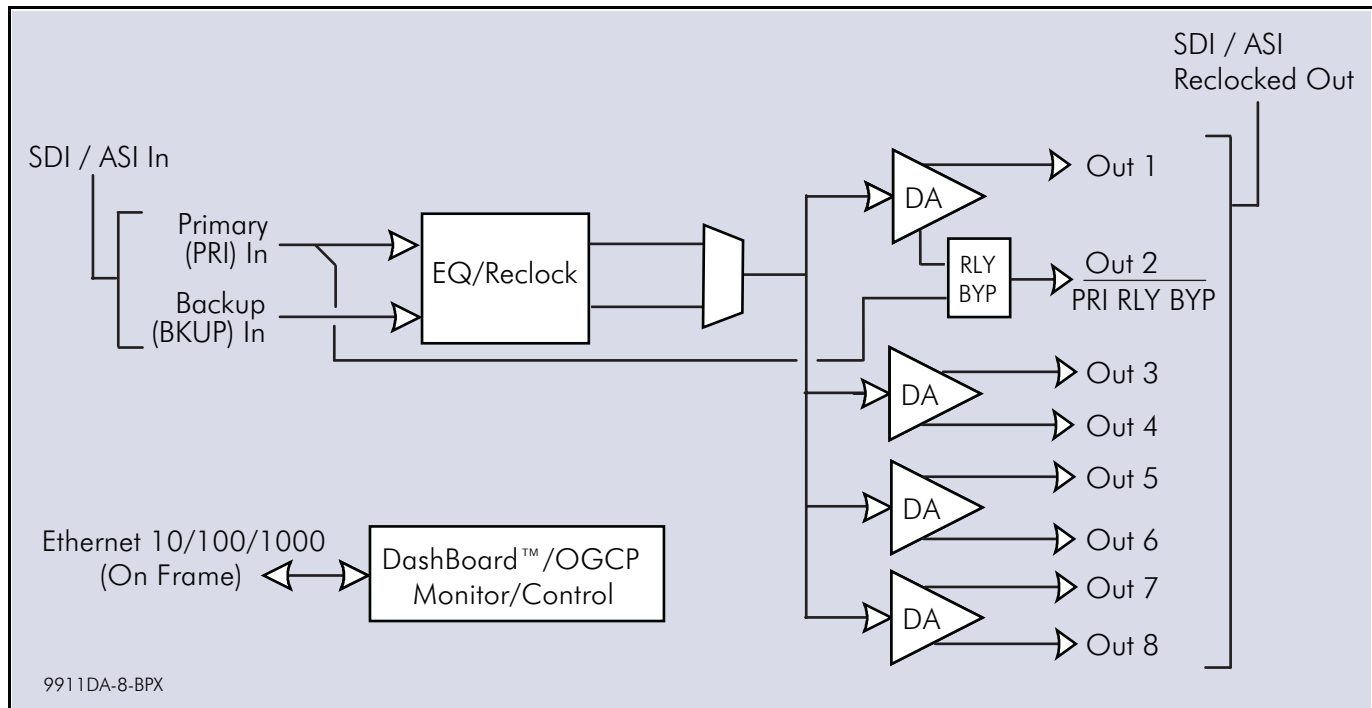 SDI / ASI
Reclocked Out
SDI / ASI In
Primary
(PRI) In
Backup
(BKUP) In
EQ/Reclock
DA
Out 1
RLY
BYP
Out 2
PRI RLY BYP
DA
Out 3
Out 4
DA
Out 5
Out 6
DA
Out 7
Out 8
Ethernet 10/100/1000
(On Frame)
DashBoard™/OGCP
Monitor/Control
9911DA-8-BPX